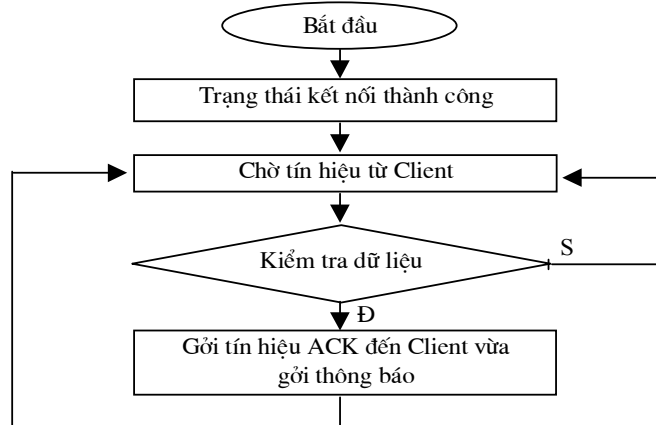 Bắt đầu
Trạng thái kết nối thành công
Chờ tín hiệu từ Client
Kiểm tra dữ liệu
S
Đ
Gởi tín hiệu ACK đến Client vừa
gởi thông báo